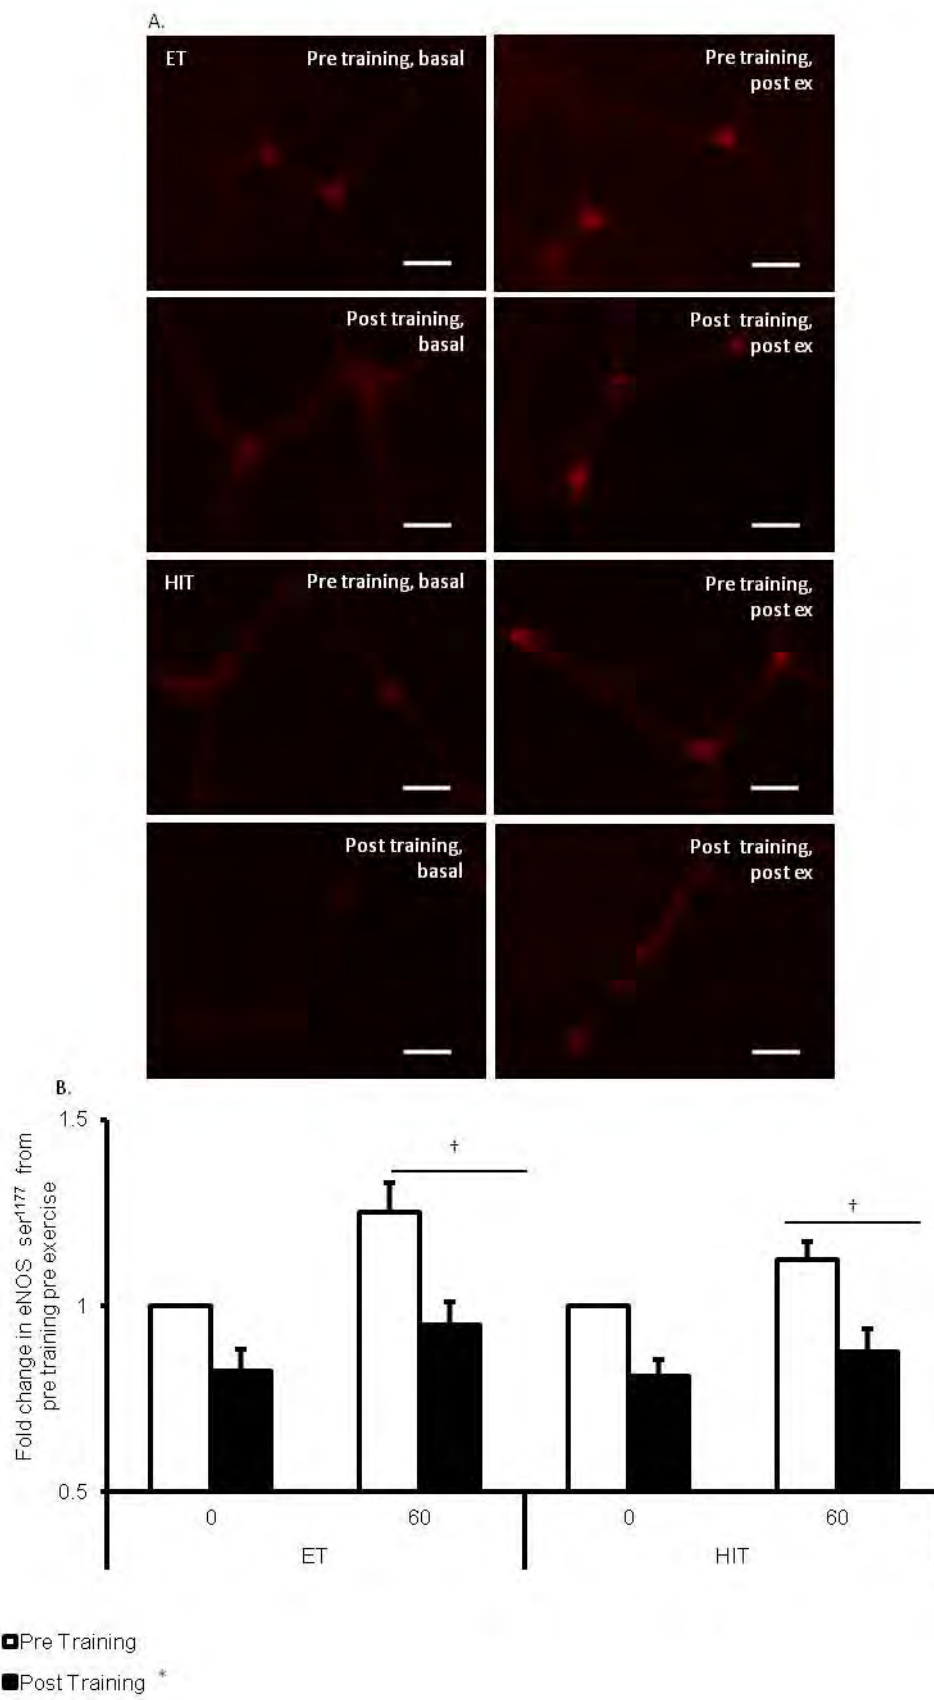 A.
ET
Pre training, basal
Pre training,
post ex
Post training,
basal
Post training,
post ex
HIT
Pre training, basal
Pre training,
post ex
Post training,
basal
Post training,
post ex
B.
Fold change in eNOS ser¹¹⁷⁷ from
pre training pre exercise
1.5
1
0.5
†
†
0
60
0
60
ET
HIT
Pre Training
Post Training *